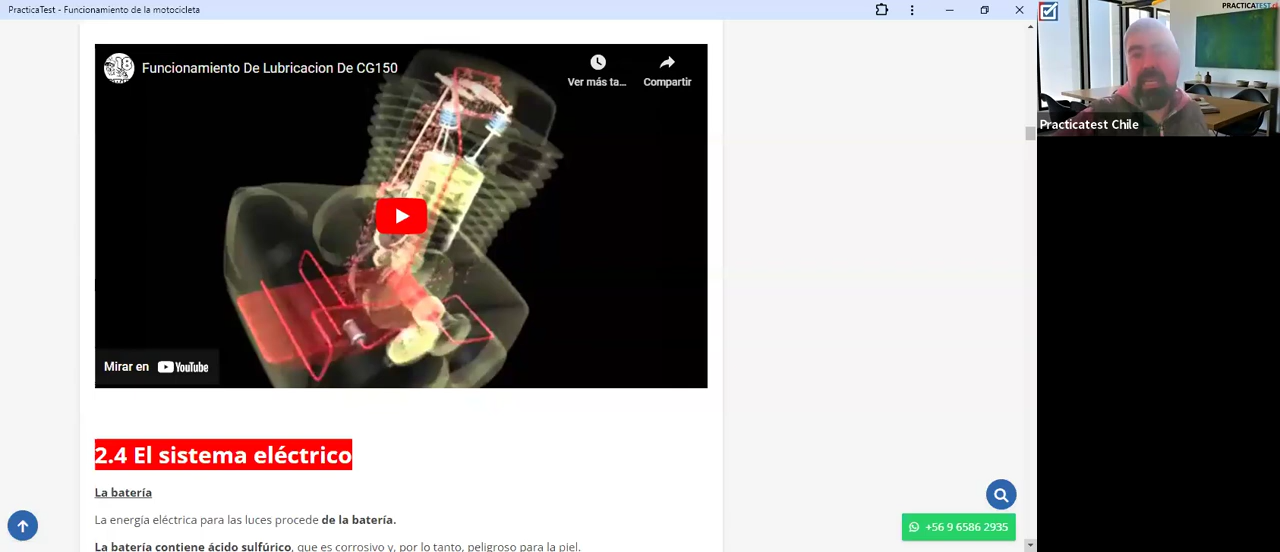 PracticaTest - Funcionamiento de la motocicleta
Funcionamiento De Lubricacion De CG150
Ver más ta...
Compartir
Mirar en YouTube
2.4 El sistema eléctrico
La batería
La energía eléctrica para las luces procede de la batería.
La batería contiene ácido sulfúrico, que es corrosivo y, por lo tanto, peligroso para la piel.
+56 9 6586 2935
PRACTICATEST.cl
Practicatest Chile